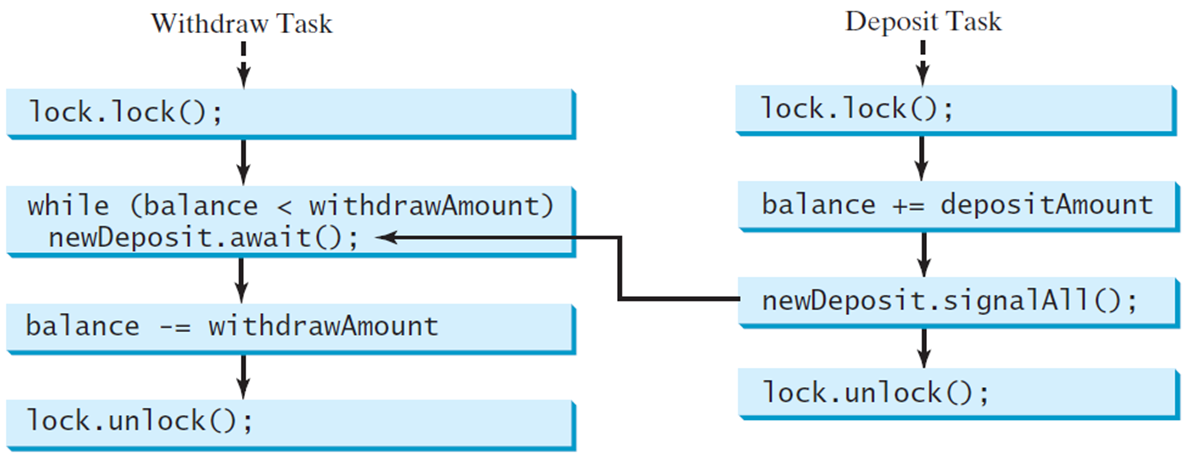 Withdraw Task
lock.lock();
while (balance < withdrawAmount)
newDeposit.await();
balance -= withdrawAmount
lock.unlock();
Deposit Task
lock.lock();
balance += depositAmount
newDeposit.signalAll();
lock.unlock();